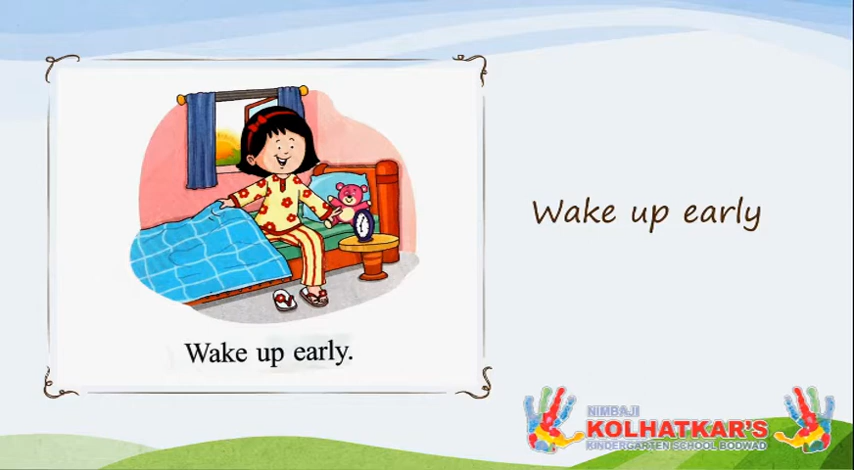 Wake up early.
Wake up early
NIMBAJI
KOLHATKAR'S
KINDERGARTEN SCHOOL BODWAD